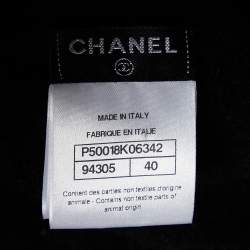 CHANEL
MADE IN ITALY
FABRIQUE EN ITALIE
P50018K06342
94305 40
Contient des parties non textiles d'origine
animale - Contains non textile parts of
animal origin